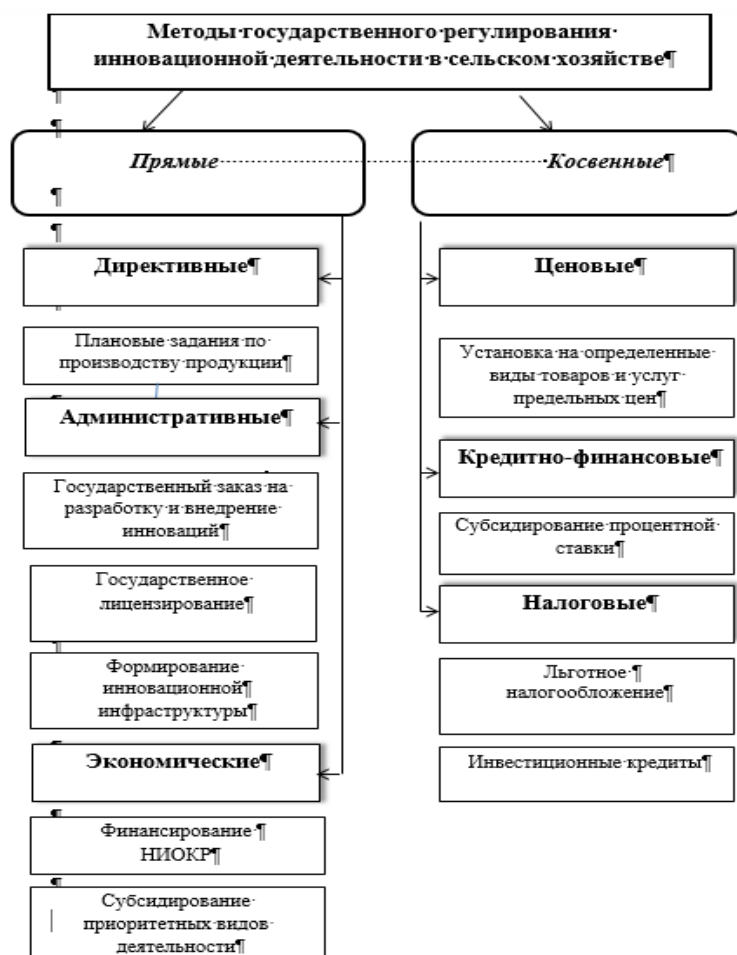 Методы государственного регулирования
инновационной деятельности в сельском хозяйстве¶
¶
¶
Прямые
Косвенные¶
¶
¶
Директивные¶
Плановые задания по
производству продукции¶
Административные¶
Государственный заказ на
разработку и внедрение
инноваций¶
Государственное
лицензирование¶
¶
Формирование
инновационной¶
инфраструктуры¶
Экономические¶
¶
Финансирование ¶
НИОКР¶
¶
Субсидирование
приоритетных видов
деятельности¶
Ценовые¶
Установка на определенные
виды товаров и услуг
предельных цен¶
Кредитно-финансовые¶
Субсидирование процентной
ставки¶
Налоговые¶
Льготное ¶
налогообложение¶
Инвестиционные кредиты¶